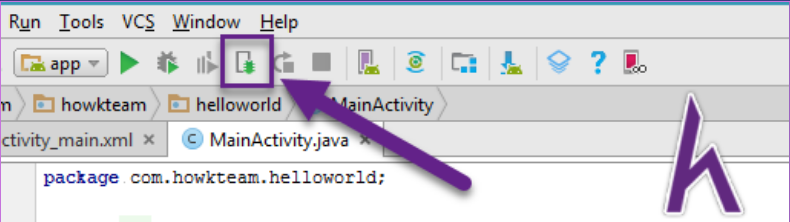 Run Tools VCS Window Help
app
m howkteam helloworld MainActivity
ctivity_main.xml × C MainActivity.java ×
package com.howkteam.helloworld;
h